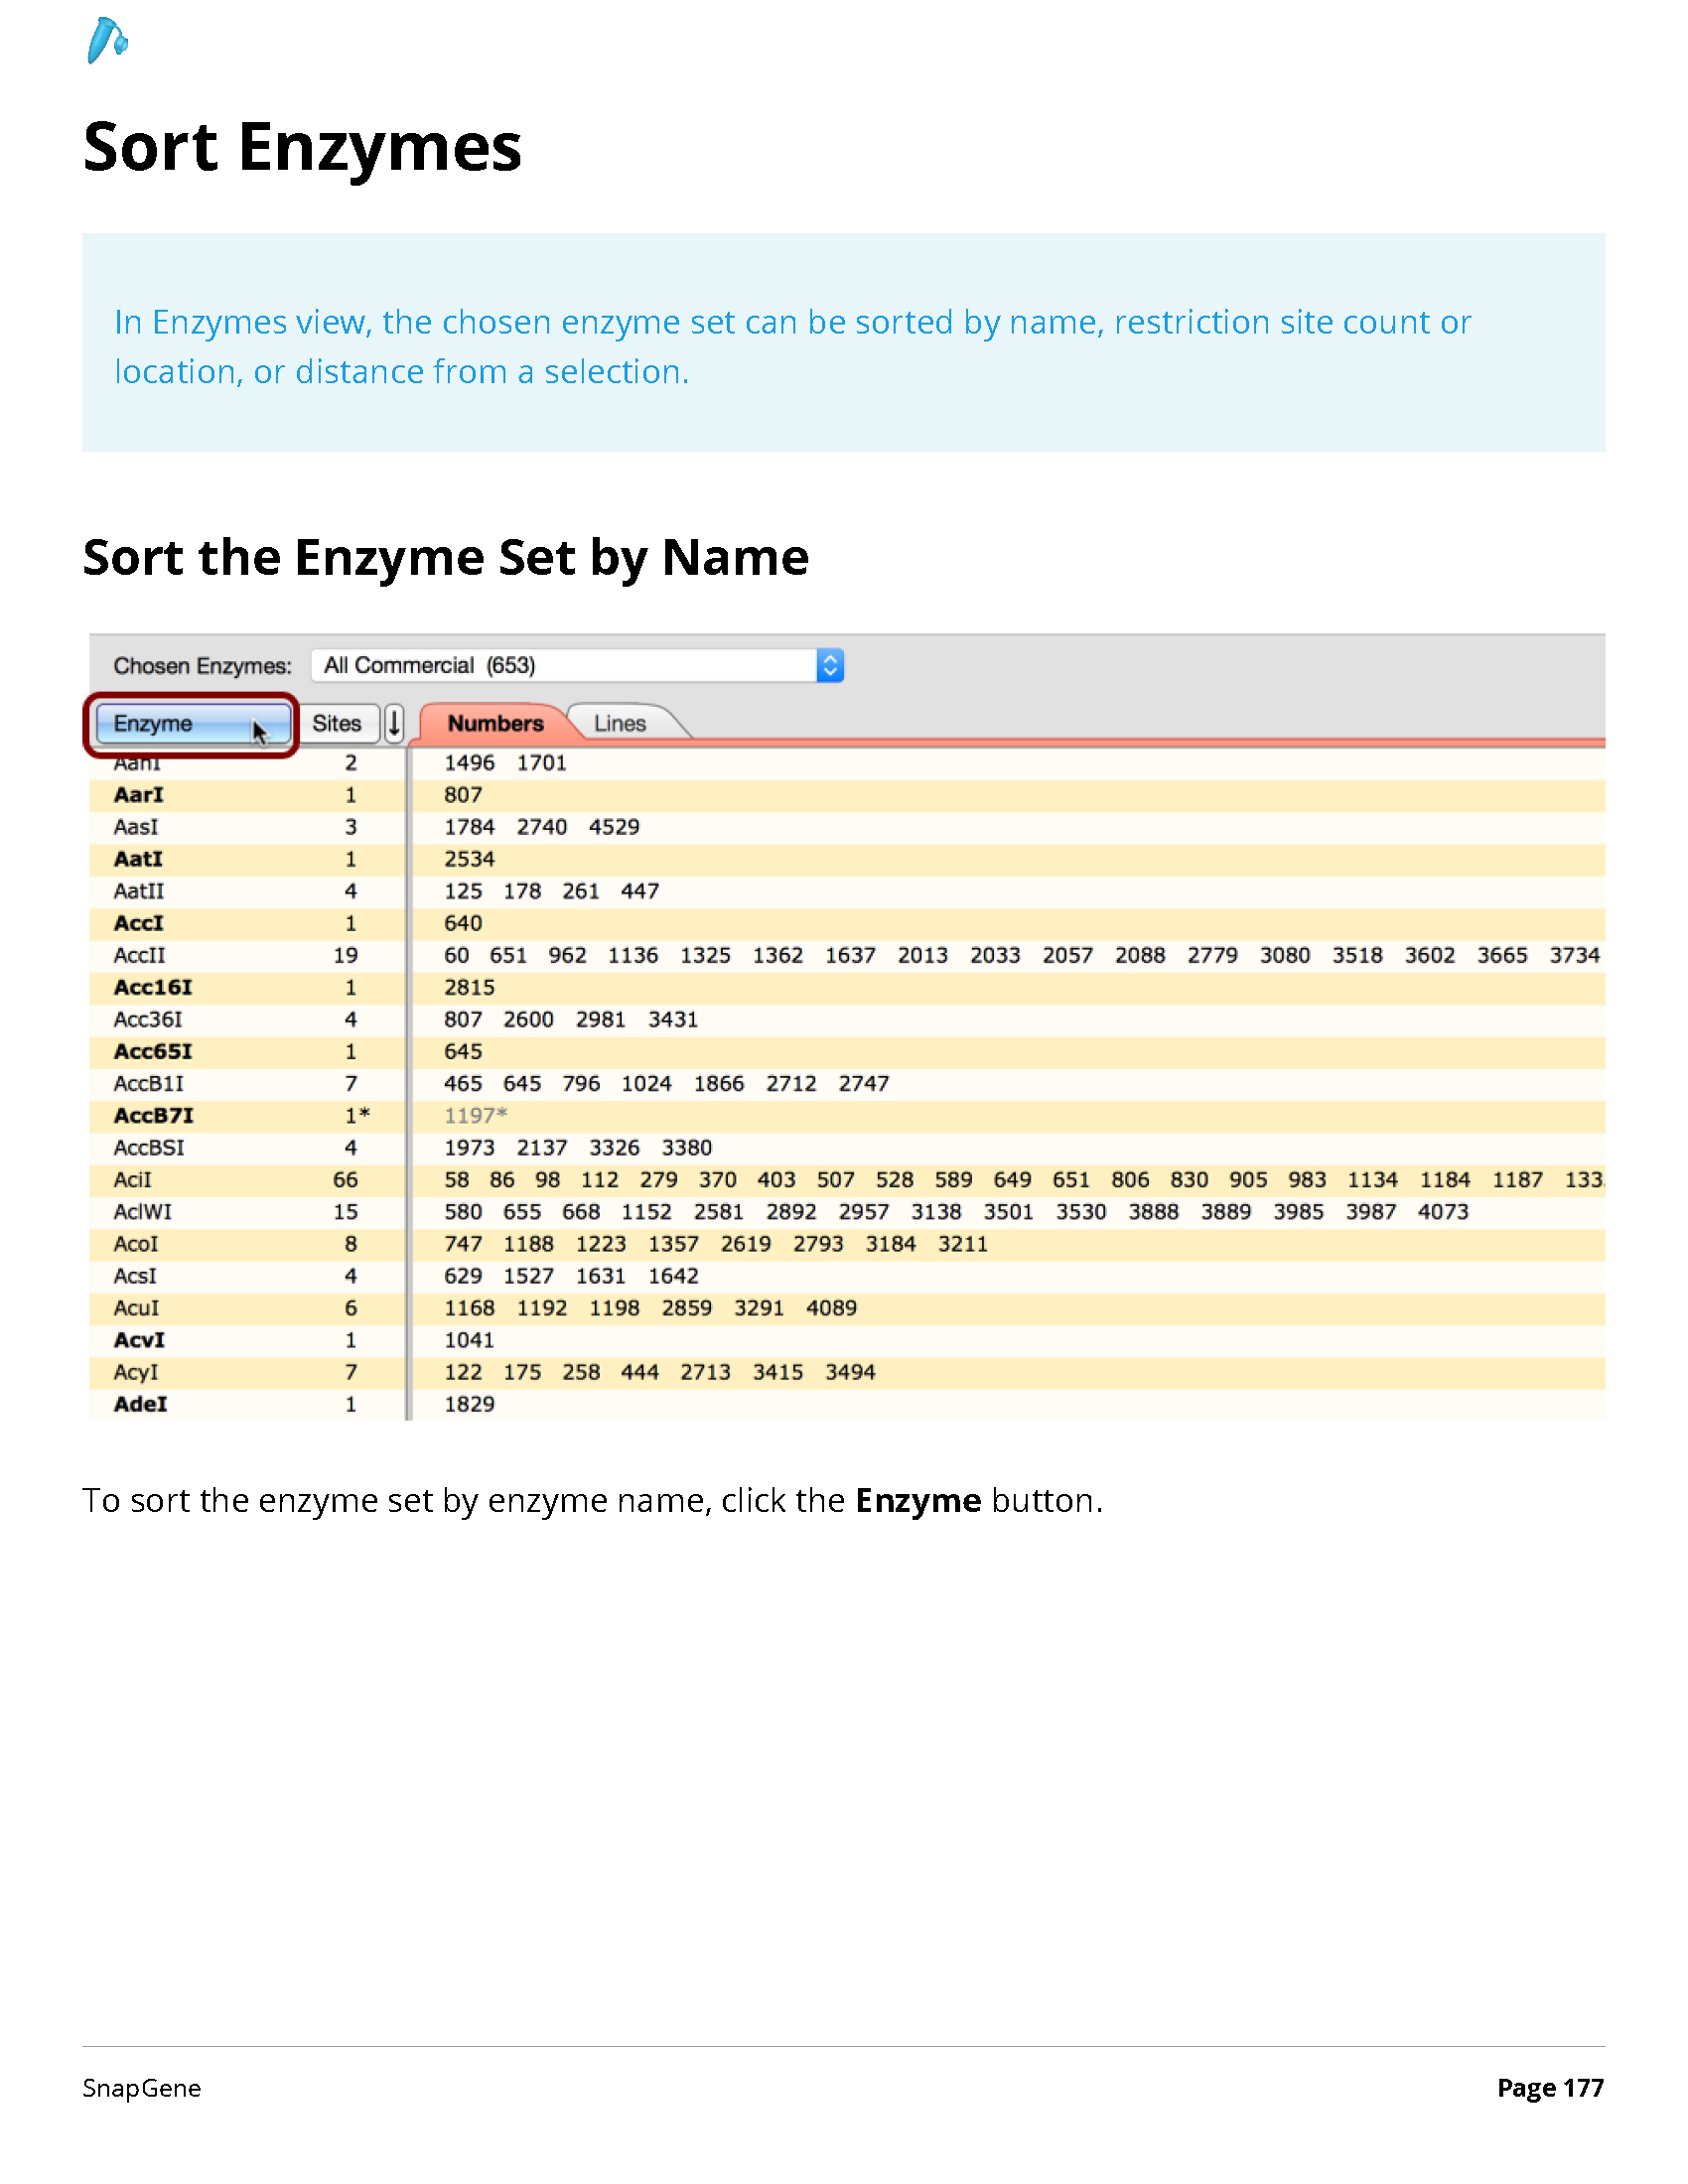 Sort Enzymes
In Enzymes view, the chosen enzyme set can be sorted by name, restriction site count or
location, or distance from a selection.
Sort the Enzyme Set by Name
Chosen Enzymes: All Commercial (653)
Enzyme Sites ↓ Numbers Lines
AanI 2 1496 1701
AarI 1 807
AasI 3 1784 2740 4529
AatI 1 2534
AatII 4 125 178 261 447
AccI 1 640
AccII 19 60 651 962 1136 1325 1362 1637 2013 2033 2057 2088 2779 3080 3518 3602 3665 3734
Acc16I 1 2815
Acc36I 4 807 2600 2981 3431
Acc65I 1 645
AccB1I 7 465 645 796 1024 1866 2712 2747
AccB7I 1* 1197*
AccBSI 4 1973 2137 3326 3380
AciI 66 58 86 98 112 279 370 403 507 528 589 649 651 806 830 905 983 1134 1184 1187 133
AclWI 15 580 655 668 1152 2581 2892 2957 3138 3501 3530 3888 3889 3985 3987 4073
AcoI 8 747 1188 1223 1357 2619 2793 3184 3211
AcsI 4 629 1527 1631 1642
AcuI 6 1168 1192 1198 2859 3291 4089
AcvI 1 1041
AcyI 7 122 175 258 444 2713 3415 3494
AdeI 1 1829
To sort the enzyme set by enzyme name, click the Enzyme button.
SnapGene Page 177